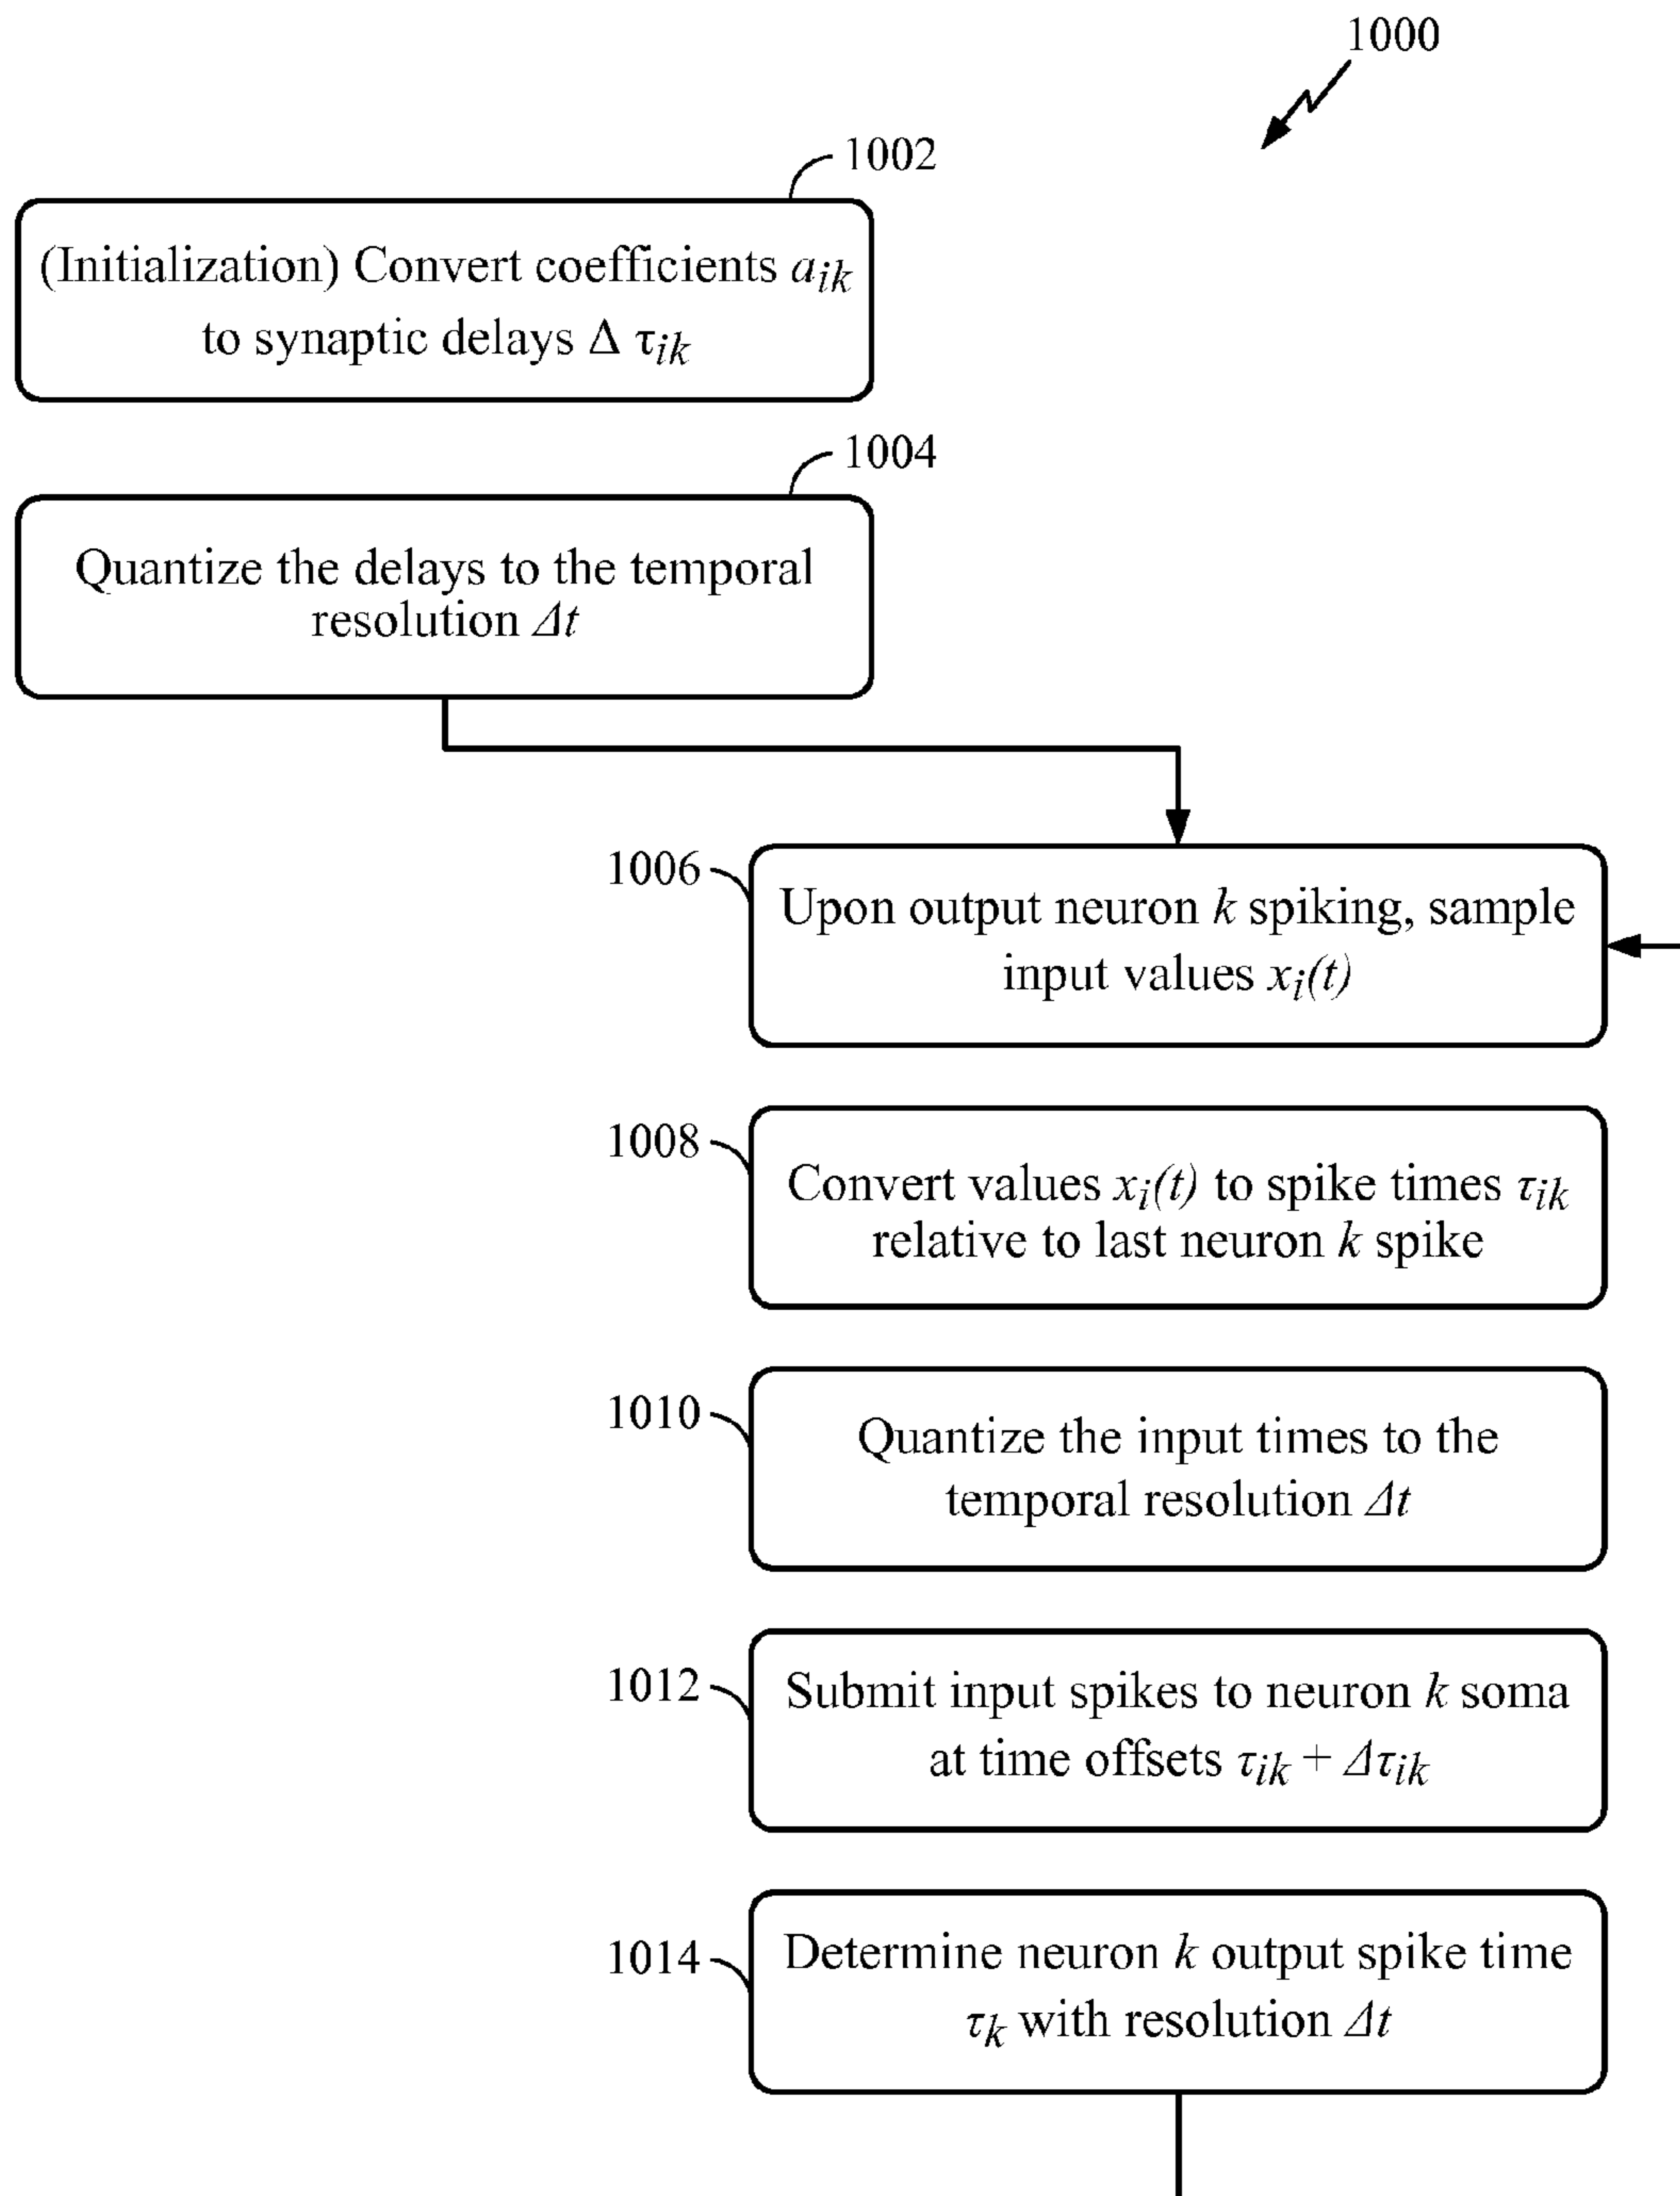 1000
1002
(Initialization) Convert coefficients aik
to synaptic delays Δ τik
1004
Quantize the delays to the temporal
resolution Δt
1006
Upon output neuron k spiking, sample
input values xi(t)
1008
Convert values xi(t) to spike times τik
relative to last neuron k spike
1010
Quantize the input times to the
temporal resolution Δt
1012
Submit input spikes to neuron k soma
at time offsets τik + Δτik
1014
Determine neuron k output spike time
τk with resolution Δt